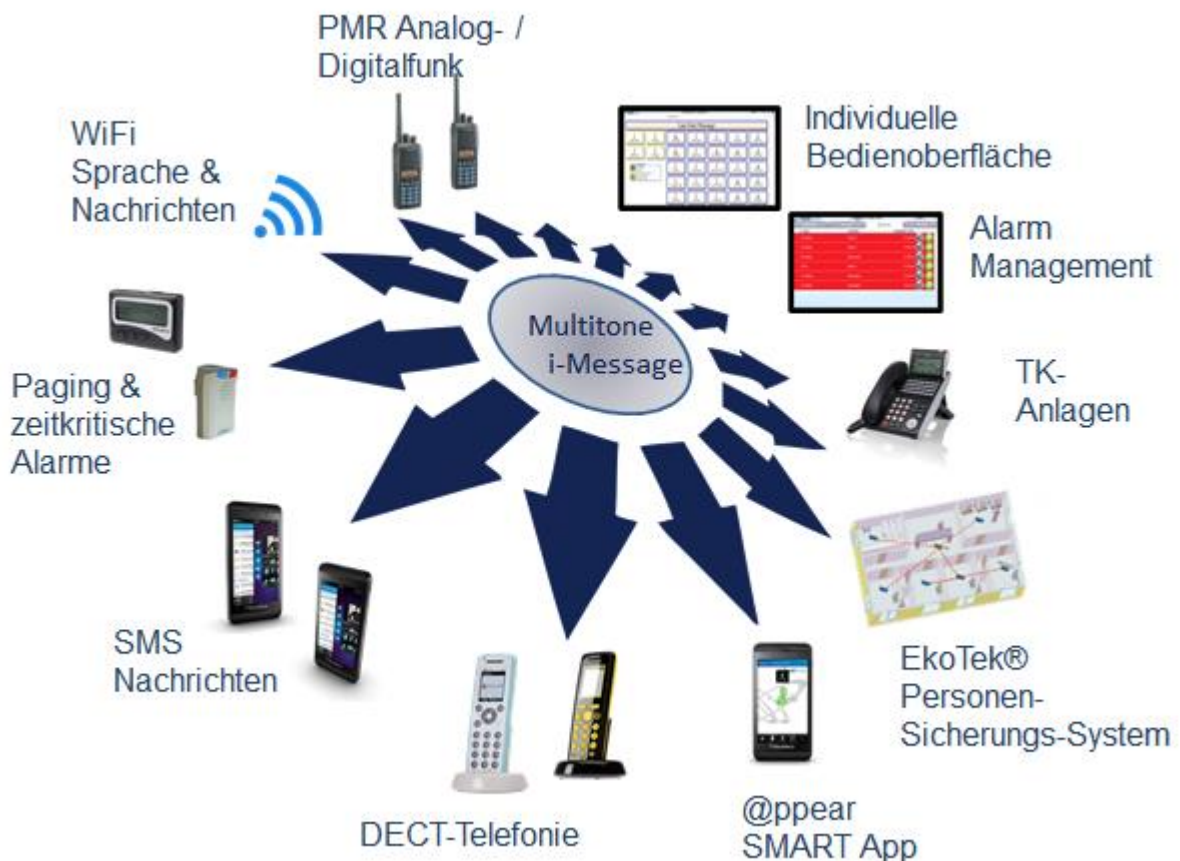 PMR Analog- /
Digitalfunk
WiFi
Sprache &
Nachrichten
Individuelle
Bedienoberfläche
Alarm
Management
Multitone
i-Message
Paging &
zeitkritische
Alarme
TK-
Anlagen
SMS
Nachrichten
EkoTek®
Personen-
Sicherungs-System
DECT-Telefonie
@ppear
SMART App